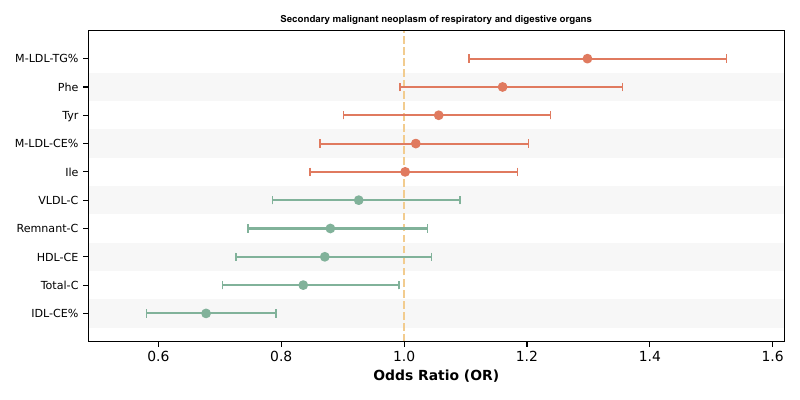 Secondary malignant neoplasm of respiratory and digestive organs
M-LDL-TG%
Phe
Tyr
M-LDL-CE%
Ile
VLDL-C
Remnant-C
HDL-CE
Total-C
IDL-CE%
0.6 0.8 1.0 1.2 1.4 1.6
Odds Ratio (OR)